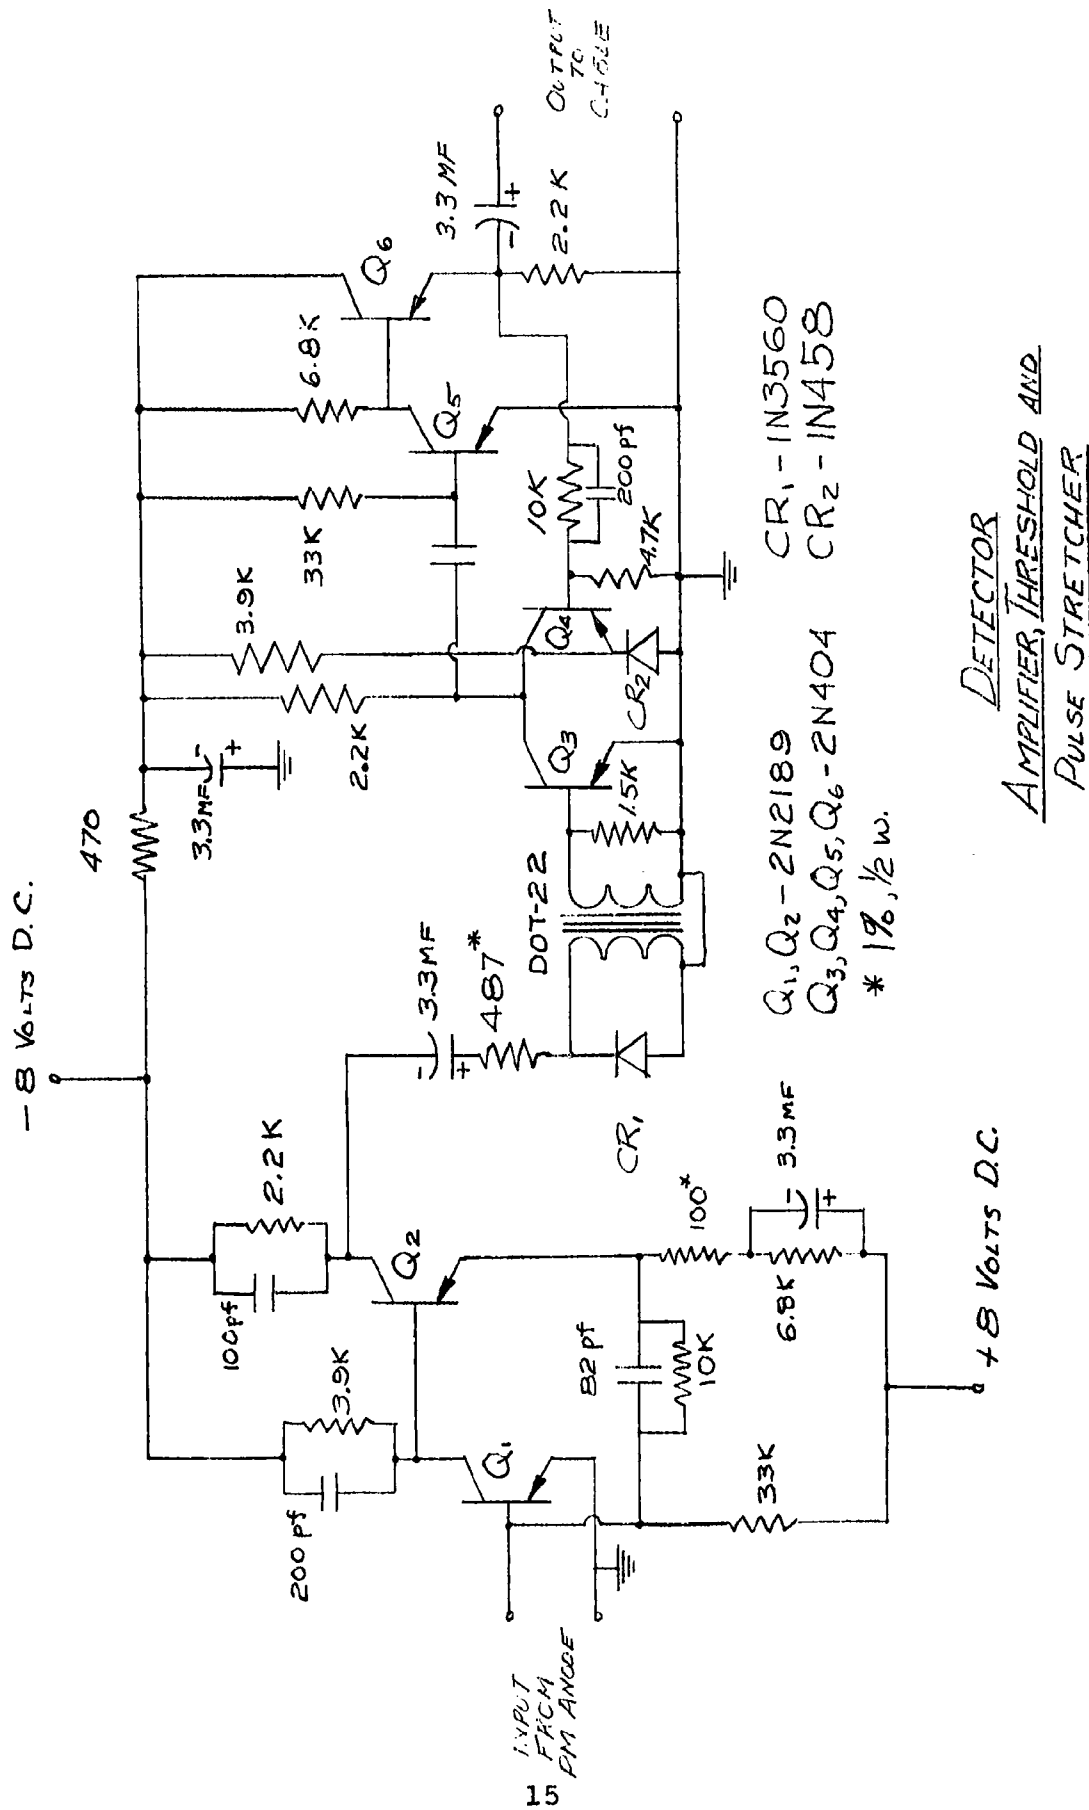 - 8 VOLTS D.C.
470
3.3MF
-
+
2.2K
3.9K
33K
6.8K
Q5
Q6
3.3 MF
-
+
OUTPUT
TO
CABLE
2.2K
10K
200pf
4.7K
Q4
CR2
Q3
1.5K
DOT-22
3.3MF
-
+
487*
CR1
2.2K
100pf
Q2
3.9K
200pf
Q1
82pf
10K
100*
6.8K
3.3MF
-
+
33K
INPUT
FROM
PM ANODE
+8 VOLTS D.C.
Q1, Q2 - 2N2189
Q3, Q4, Q5, Q6 - 2N404
* 1%, 1/2 W.
CR1 - 1N3560
CR2 - 1N458
DETECTOR
AMPLIFIER, THRESHOLD AND
PULSE STRETCHER
15